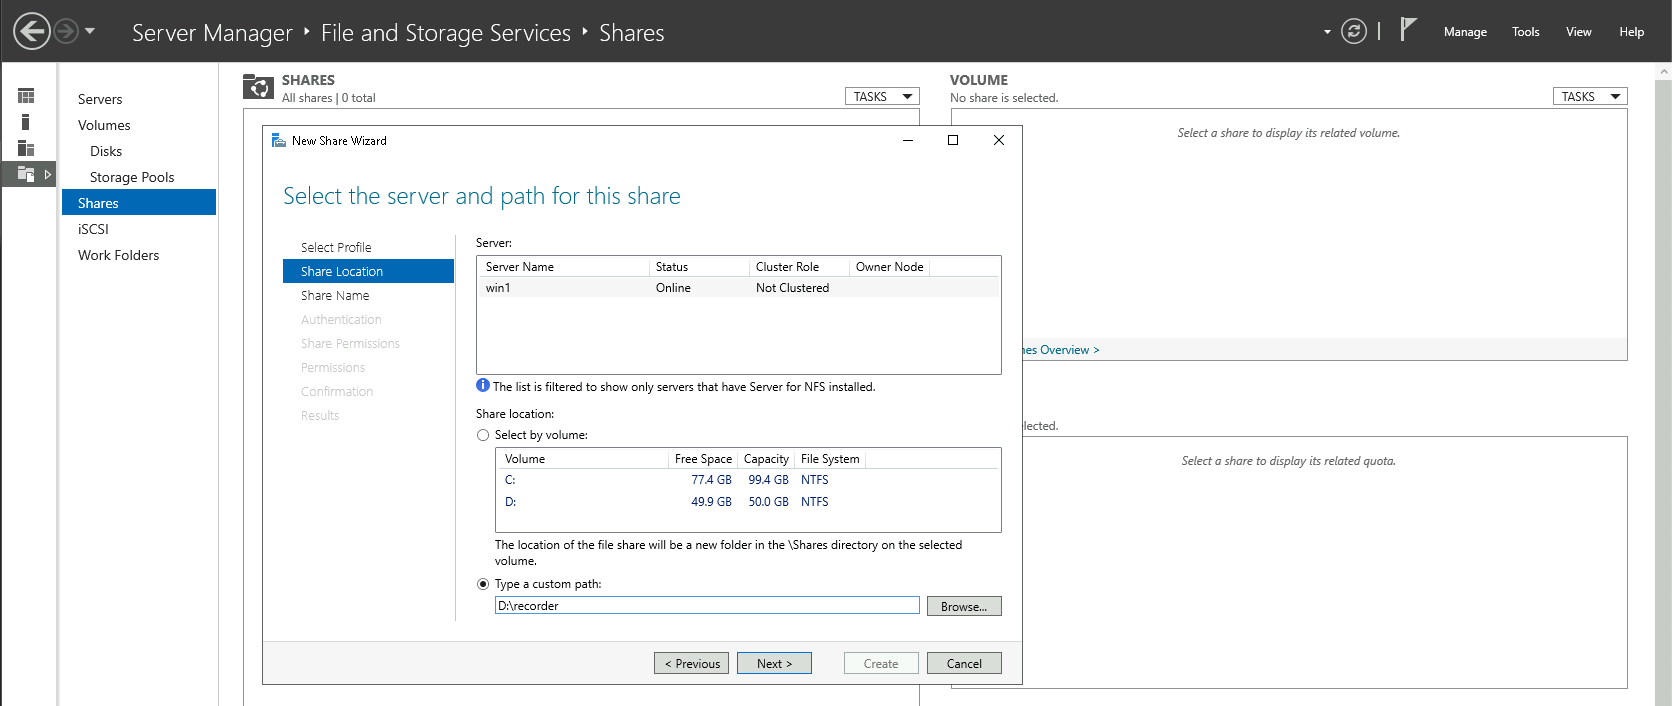 Server Manager ‣ File and Storage Services ‣ Shares
Manage Tools View Help
Servers
Volumes
Disks
Storage Pools
Shares
iSCSI
Work Folders
SHARES
All shares | 0 total
TASKS
VOLUME
No share is selected.
TASKS
Select a share to display its related volume.
Overview >
Select a share to display its related quota.
New Share Wizard
Select the server and path for this share
Select Profile
Share Location
Share Name
Authentication
Share Permissions
Permissions
Confirmation
Results
Server:
Server Name Status Cluster Role Owner Node
win1 Online Not Clustered
The list is filtered to show only servers that have Server for NFS installed.
Share location:
Select by volume:
Volume Free Space Capacity File System
C: 77.4 GB 99.4 GB NTFS
D: 49.9 GB 50.0 GB NTFS
The location of the file share will be a new folder in the \Shares directory on the selected
volume.
Type a custom path:
D:\recorder
Browse...
< Previous Next > Create Cancel